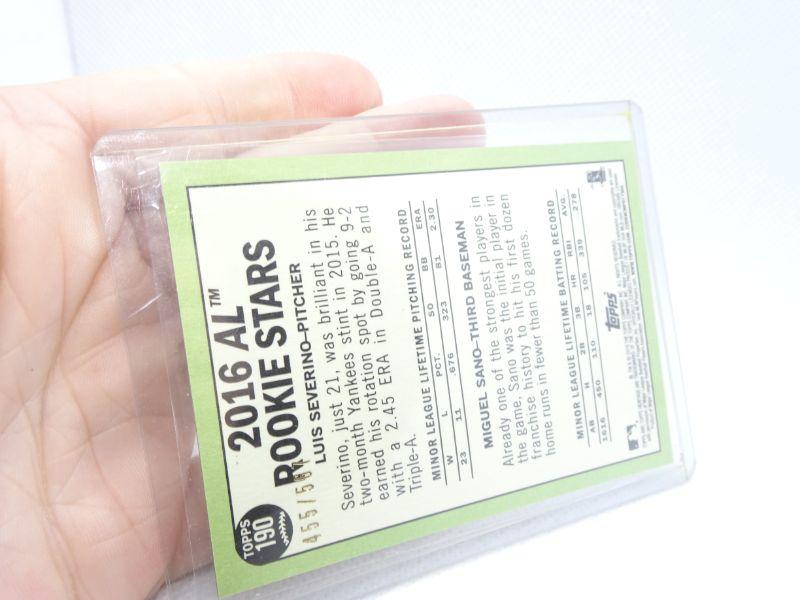 TOPPS
190
2016 AL™
ROOKIE STARS
455/567
LUIS SEVERINO–PITCHER
Severino, just 21, was brilliant in his
two-month Yankees stint in 2015. He
earned his rotation spot by going 9-2
with a 2.45 ERA in Double-A and
Triple-A.
MINOR LEAGUE LIFETIME PITCHING RECORD
W L PCT. SO BB ERA
23 11 .676 323 81 2.30
MIGUEL SANO–THIRD BASEMAN
Already one of the strongest players in
the game. Sano was the initial player in
franchise history to hit his first dozen
home runs in fewer than 50 games.
MINOR LEAGUE LIFETIME BATTING RECORD
AB H 2B 3B HR RBI AVG.
1616 450 110 18 105 339 .278
Topps